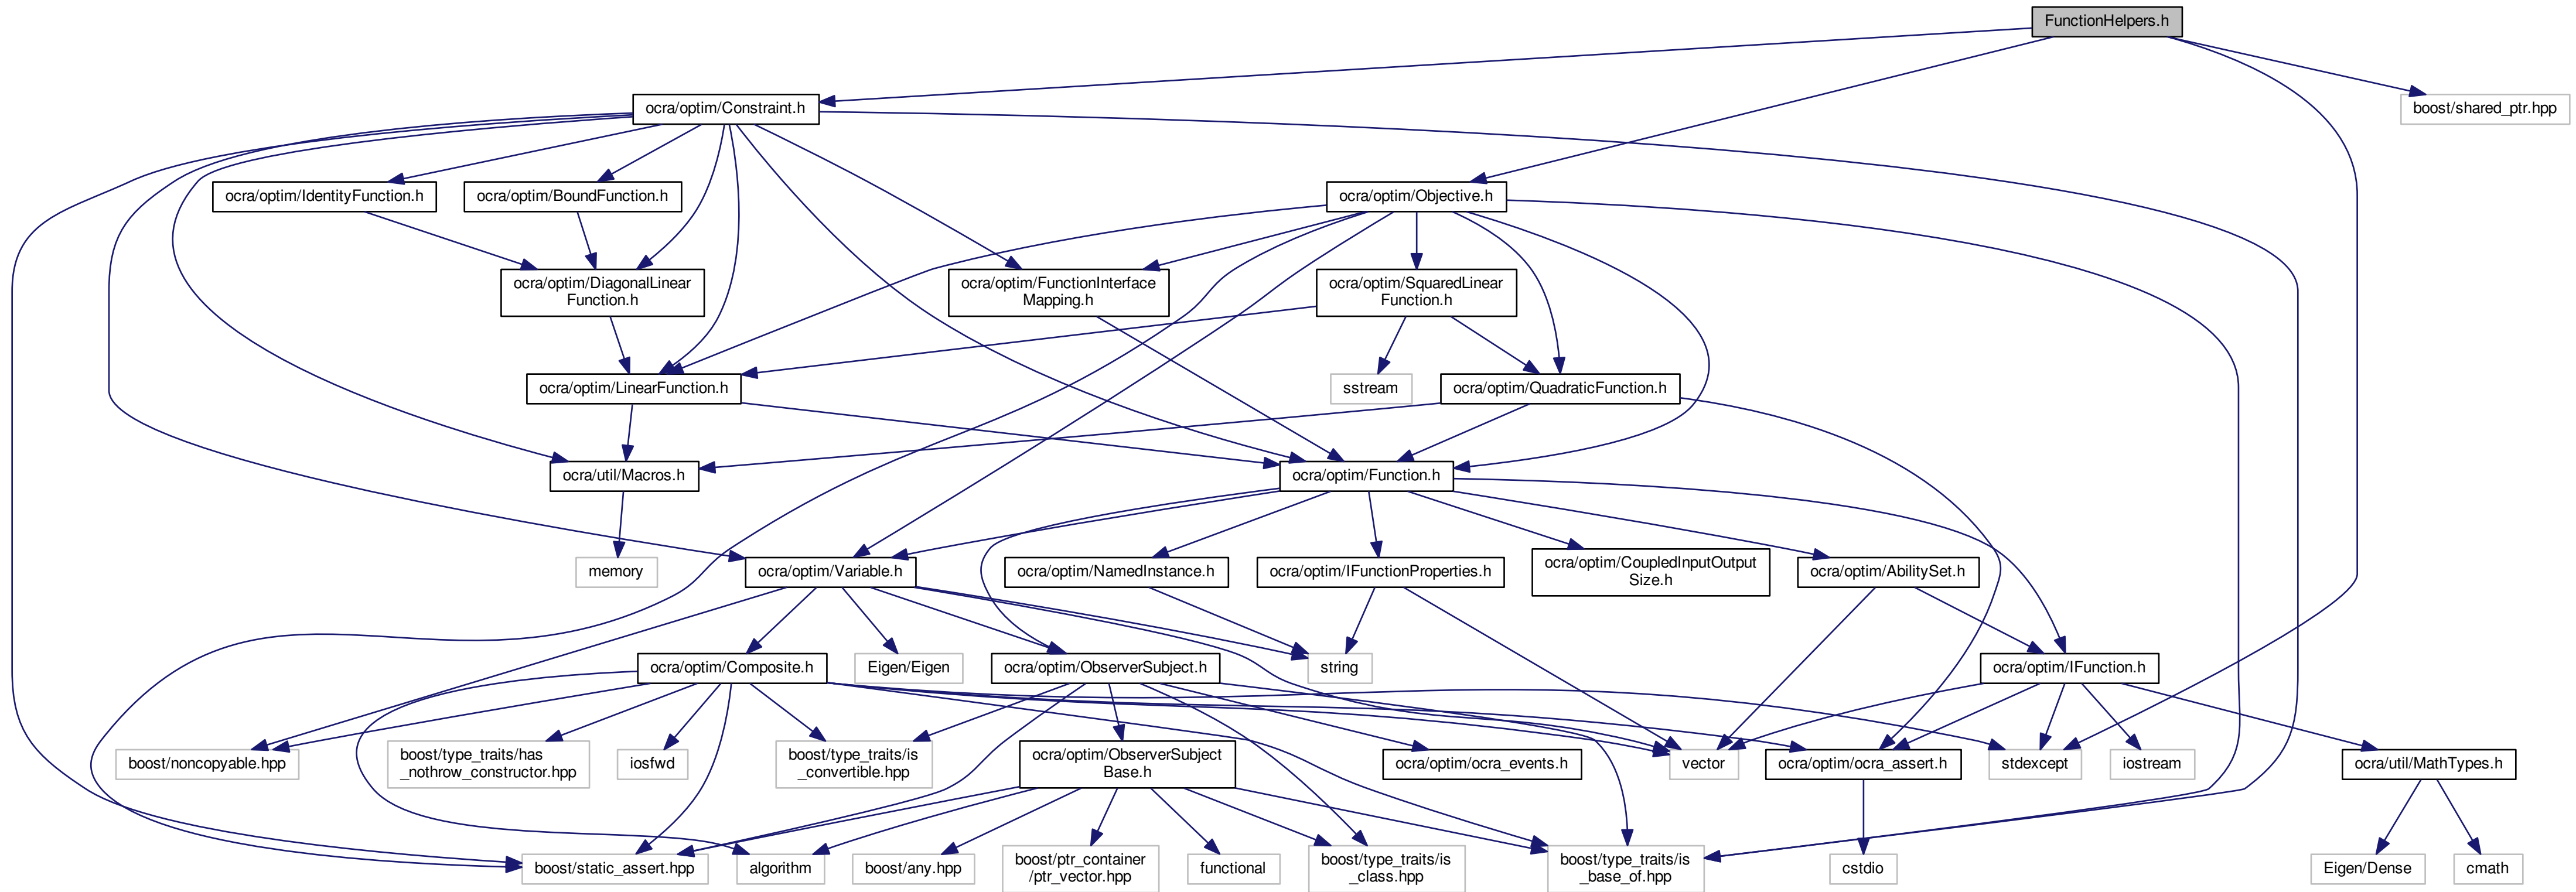 FunctionHelpers.h
ocra/optim/Constraint.h
boost/shared_ptr.hpp
ocra/optim/IdentityFunction.h
ocra/optim/BoundFunction.h
ocra/optim/Objective.h
ocra/optim/DiagonalLinear
Function.h
ocra/optim/FunctionInterface
Mapping.h
ocra/optim/SquaredLinear
Function.h
ocra/optim/LinearFunction.h
sstream
ocra/optim/QuadraticFunction.h
ocra/util/Macros.h
ocra/optim/Function.h
memory
ocra/optim/Variable.h
ocra/optim/NamedInstance.h
ocra/optim/IFunctionProperties.h
ocra/optim/CoupledInputOutput
Size.h
ocra/optim/AbilitySet.h
ocra/optim/Composite.h
Eigen/Eigen
ocra/optim/ObserverSubject.h
string
ocra/optim/IFunction.h
boost/noncopyable.hpp
boost/type_traits/has
_nothrow_constructor.hpp
iosfwd
boost/type_traits/is
_convertible.hpp
ocra/optim/ObserverSubject
Base.h
ocra/optim/ocra_events.h
vector
ocra/optim/ocra_assert.h
stdexcept
iostream
ocra/util/MathTypes.h
boost/static_assert.hpp
algorithm
boost/any.hpp
boost/ptr_container
/ptr_vector.hpp
functional
boost/type_traits/is
_class.hpp
boost/type_traits/is
_base_of.hpp
cstdio
Eigen/Dense
cmath